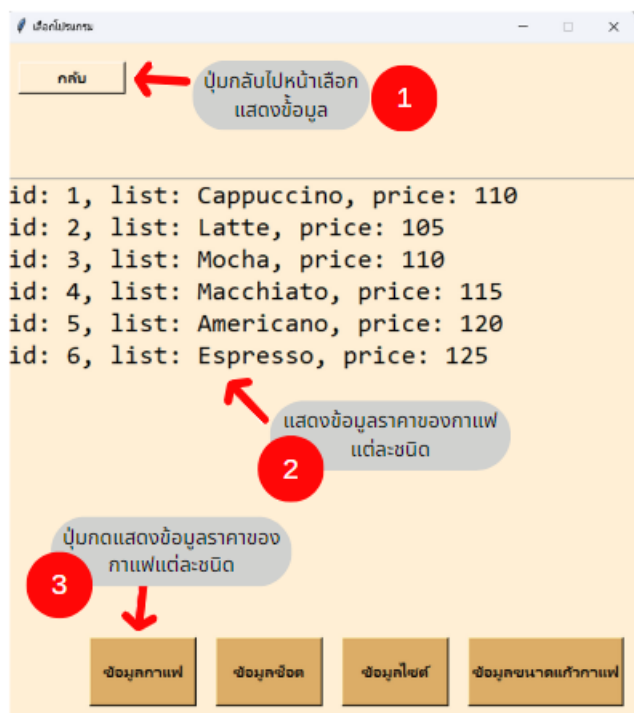 เลือกโปรแกรม
กลับ
ปุ่มกลับไปหน้าเลือก
แสดงข้อมูล
1
id: 1, list: Cappuccino, price: 110
id: 2, list: Latte, price: 105
id: 3, list: Mocha, price: 110
id: 4, list: Macchiato, price: 115
id: 5, list: Americano, price: 120
id: 6, list: Espresso, price: 125
แสดงข้อมูลราคาของกาแฟ
แต่ละชนิด
2
ปุ่มกดแสดงข้อมูลราคาของ
กาแฟแต่ละชนิด
3
ข้อมูลกาแฟ ข้อมูลช็อต ข้อมูลไซต์ ข้อมูลขนาดแก้วกาแฟ